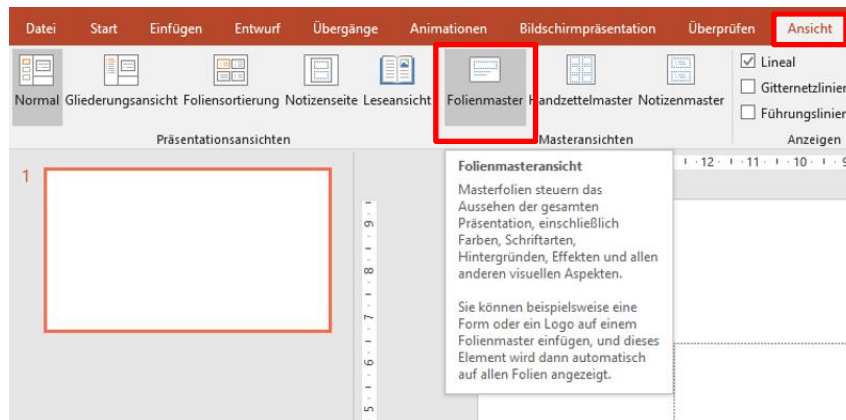 Datei Start Einfügen Entwurf Übergänge Animationen Bildschirmpräsentation Überprüfen Ansicht
Normal Gliederungsansicht Foliensortierung Notizenseite Leseansicht Folienmaster Handzettelmaster Notizenmaster
Lineal
Gitternetzlinien
Führungslinien
Präsentationsansichten Masteransichten Anzeigen
1
Folienmasteransicht
Masterfolien steuern das
Aussehen der gesamten
Präsentation, einschließlich
Farben, Schriftarten,
Hintergründen, Effekten und allen
anderen visuellen Aspekten.
Sie können beispielsweise eine
Form oder ein Logo auf einem
Folienmaster einfügen, und dieses
Element wird dann automatisch
auf allen Folien angezeigt.
12 11 10 9
9
8
7
6
5